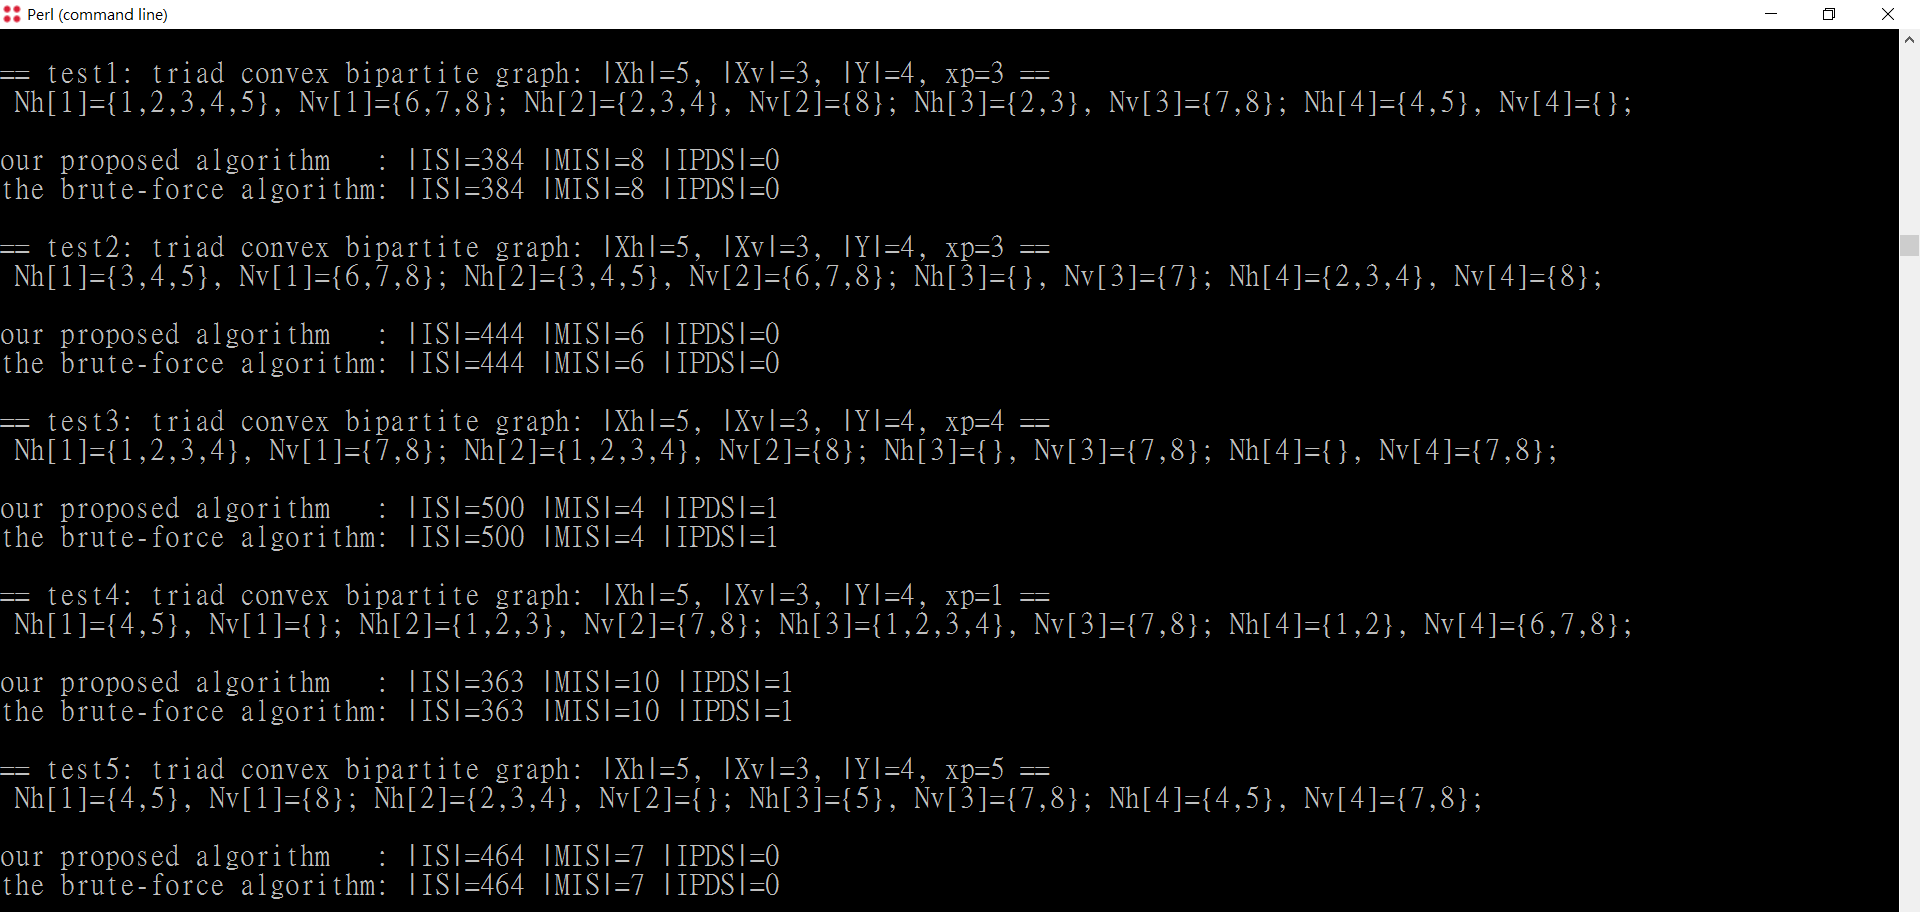 Perl (command line)
== test1: triad convex bipartite graph: |Xh|=5, |Xv|=3, |Y|=4, xp=3 ==
Nh[1]={1,2,3,4,5}, Nv[1]={6,7,8}; Nh[2]={2,3,4}, Nv[2]={8}; Nh[3]={2,3}, Nv[3]={7,8}; Nh[4]={4,5}, Nv[4]={};
our proposed algorithm   : |IS|=384 |MIS|=8 |IPDS|=0
the brute-force algorithm: |IS|=384 |MIS|=8 |IPDS|=0
== test2: triad convex bipartite graph: |Xh|=5, |Xv|=3, |Y|=4, xp=3 ==
Nh[1]={3,4,5}, Nv[1]={6,7,8}; Nh[2]={3,4,5}, Nv[2]={6,7,8}; Nh[3]={}, Nv[3]={7}; Nh[4]={2,3,4}, Nv[4]={8};
our proposed algorithm   : |IS|=444 |MIS|=6 |IPDS|=0
the brute-force algorithm: |IS|=444 |MIS|=6 |IPDS|=0
== test3: triad convex bipartite graph: |Xh|=5, |Xv|=3, |Y|=4, xp=4 ==
Nh[1]={1,2,3,4}, Nv[1]={7,8}; Nh[2]={1,2,3,4}, Nv[2]={8}; Nh[3]={}, Nv[3]={7,8}; Nh[4]={}, Nv[4]={7,8};
our proposed algorithm   : |IS|=500 |MIS|=4 |IPDS|=1
the brute-force algorithm: |IS|=500 |MIS|=4 |IPDS|=1
== test4: triad convex bipartite graph: |Xh|=5, |Xv|=3, |Y|=4, xp=1 ==
Nh[1]={4,5}, Nv[1]={}; Nh[2]={1,2,3}, Nv[2]={7,8}; Nh[3]={1,2,3,4}, Nv[3]={7,8}; Nh[4]={1,2}, Nv[4]={6,7,8};
our proposed algorithm   : |IS|=363 |MIS|=10 |IPDS|=1
the brute-force algorithm: |IS|=363 |MIS|=10 |IPDS|=1
== test5: triad convex bipartite graph: |Xh|=5, |Xv|=3, |Y|=4, xp=5 ==
Nh[1]={4,5}, Nv[1]={8}; Nh[2]={2,3,4}, Nv[2]={}; Nh[3]={5}, Nv[3]={7,8}; Nh[4]={4,5}, Nv[4]={7,8};
our proposed algorithm   : |IS|=464 |MIS|=7 |IPDS|=0
the brute-force algorithm: |IS|=464 |MIS|=7 |IPDS|=0